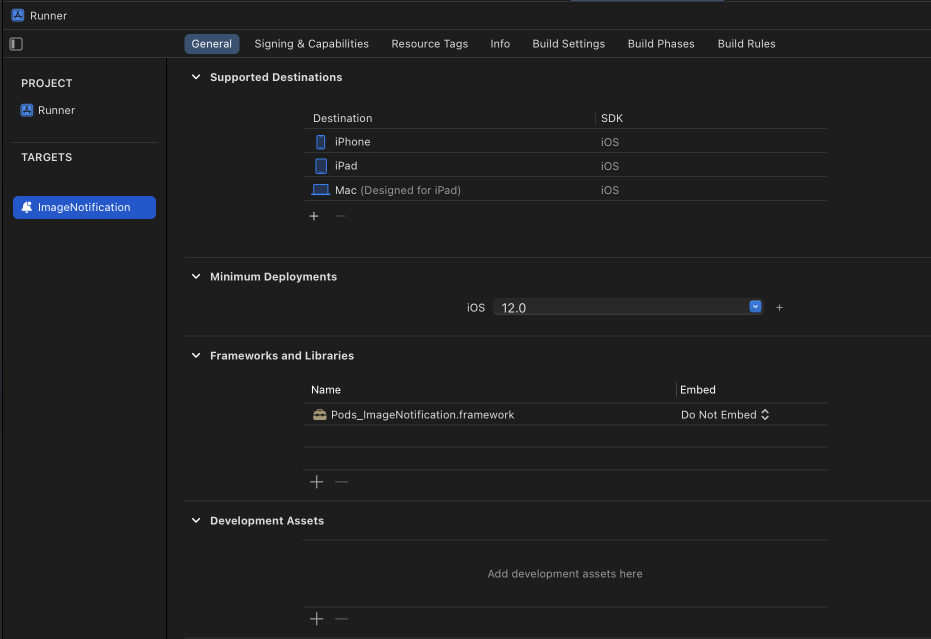 Runner
General Signing & Capabilities Resource Tags Info Build Settings Build Phases Build Rules
PROJECT
Runner
TARGETS
ImageNotification
Supported Destinations
Destination SDK
iPhone iOS
iPad iOS
Mac (Designed for iPad) iOS
Minimum Deployments
iOS 12.0
Frameworks and Libraries
Name Embed
Pods_ImageNotification.framework Do Not Embed
Development Assets
Add development assets here